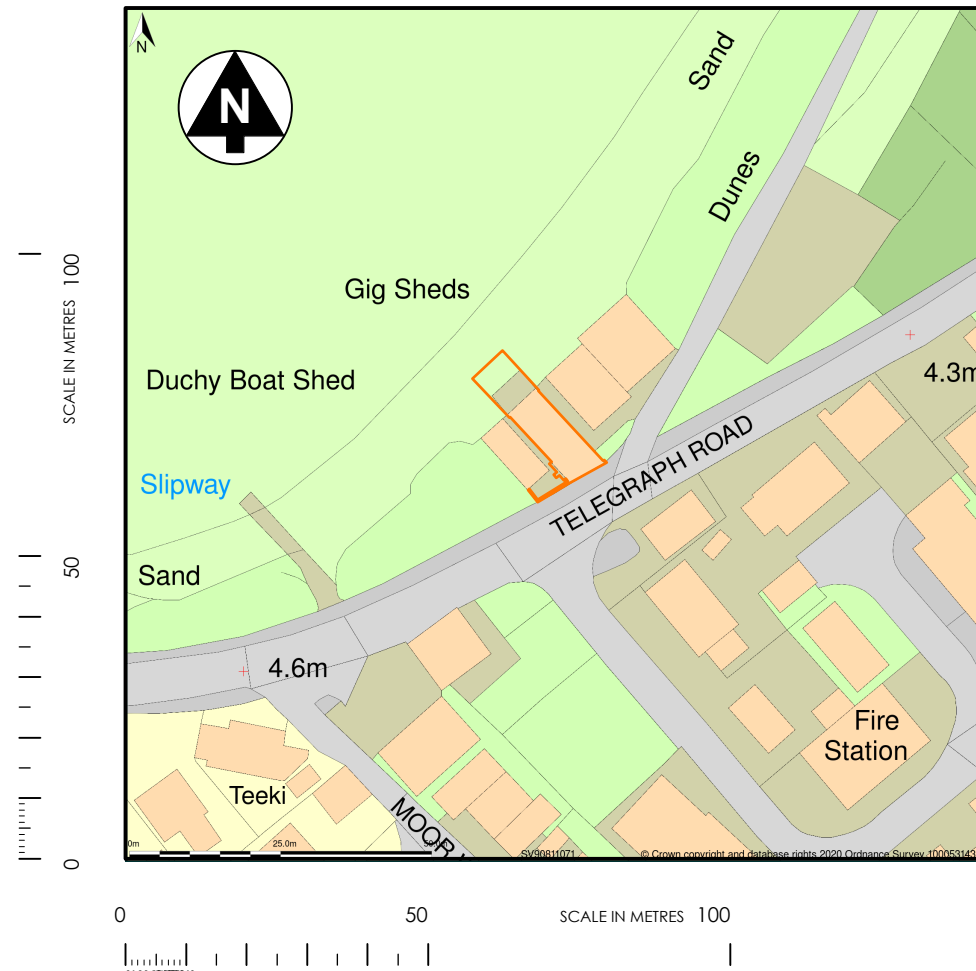 N
N
Sand
Dunes
Gig Sheds
Duchy Boat Shed
Slipway
Sand
4.3m
TELEGRAPH ROAD
4.6m
Fire
Station
Teeki
MOOR
0m
25.0m
SV90811071
© Crown copyright and database rights 2020 Ordnance Survey 100053143
100
SCALE IN METRES
50
0
0
50
SCALE IN METRES
100